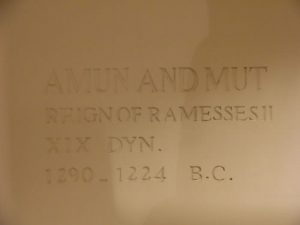 AMUN AND MUT
REIGN OF RAMESSES II
XIX DYN.
1290-1224 B.C.